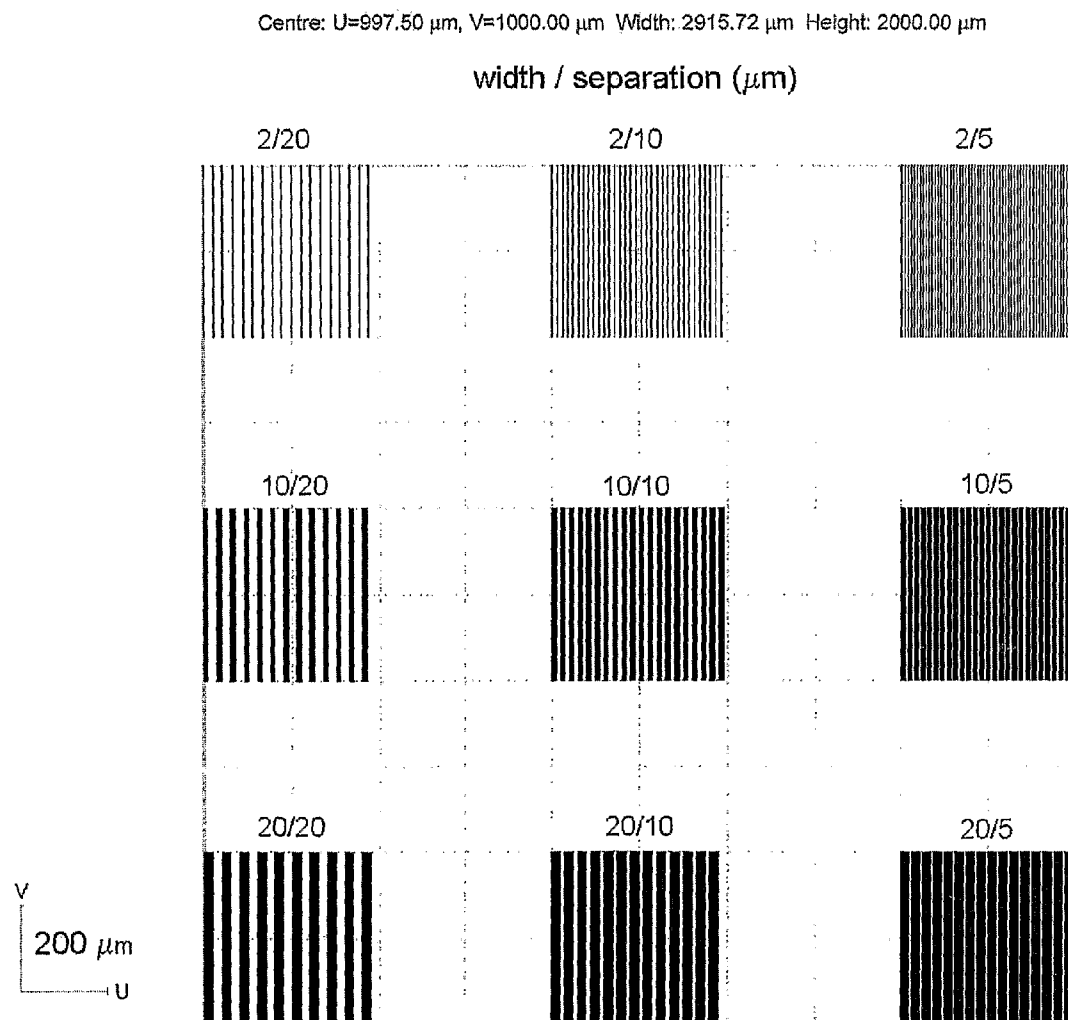 Centre: U=997.50 μm, V=1000.00 μm Width: 2915.72 μm Height: 2000.00 μm
width / separation (μm)
2/20 2/10 2/5
10/20 10/10 10/5
20/20 20/10 20/5
V
200 μm
U